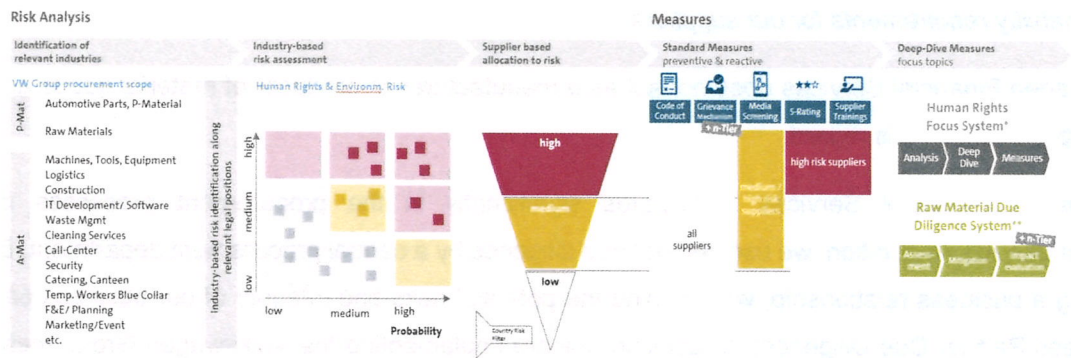 Risk Analysis
Measures
Identification of
relevant industries
Industry-based
risk assessment
Supplier based
allocation to risk
Standard Measures
preventive & reactive
Deep-Dive Measures
focus topics
VW Group procurement scope
P-Mat
Automotive Parts, P-Material
Raw Materials
A-Mat
Machines, Tools, Equipment
Logistics
Construction
IT Development/ Software
Waste Mgmt
Cleaning Services
Call-Center
Security
Catering, Canteen
Temp. Workers Blue Collar
F&E/ Planning
Marketing/Event
etc.
Industry-based risk identification along
relevant legal positions
Human Rights & Environm. Risk
high
medium
low
low
medium
high
Probability
high
medium
low
Country Risk
Filter
Code of
Conduct
Grievance
Mechanism
+ n-Tier
Media
Screening
S-Rating
Supplier
Trainings
all
suppliers
medium /
high risk
suppliers
high risk suppliers
Human Rights
Focus System*
Analysis
Deep
Dive
Measures
Raw Material Due
Diligence System**
+ n-Tier
Assess-
ment
Mitigation
Impact
evaluation